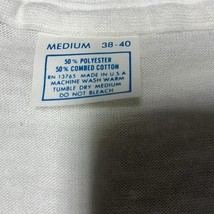 MEDIUM 38-40
50% POLYESTER
50% COMBED COTTON
RN 13765 MADE IN U.S.A
MACHINE WASH WARM
TUMBLE DRY MEDIUM
DO NOT BLEACH